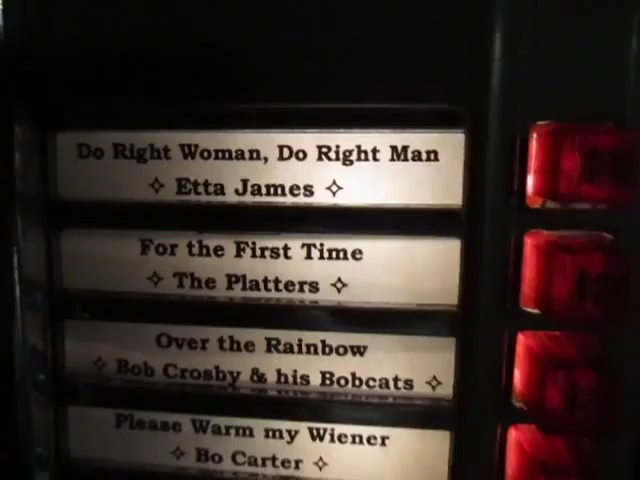 Do Right Woman, Do Right Man
✧ Etta James ✧
For the First Time
✧ The Platters ✧
Over the Rainbow
✧ Bob Crosby & his Bobcats ✧
Please Warm my Wiener
✧ Bo Carter ✧